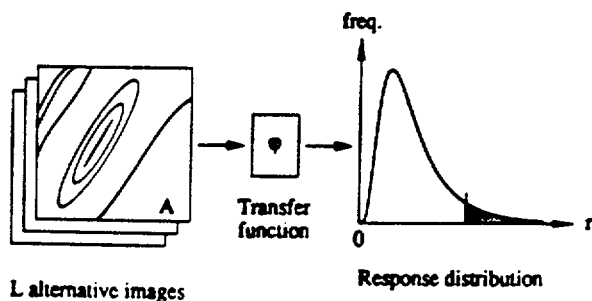 freq.
A
φ
Transfer
function
0
r
L alternative images
Response distribution